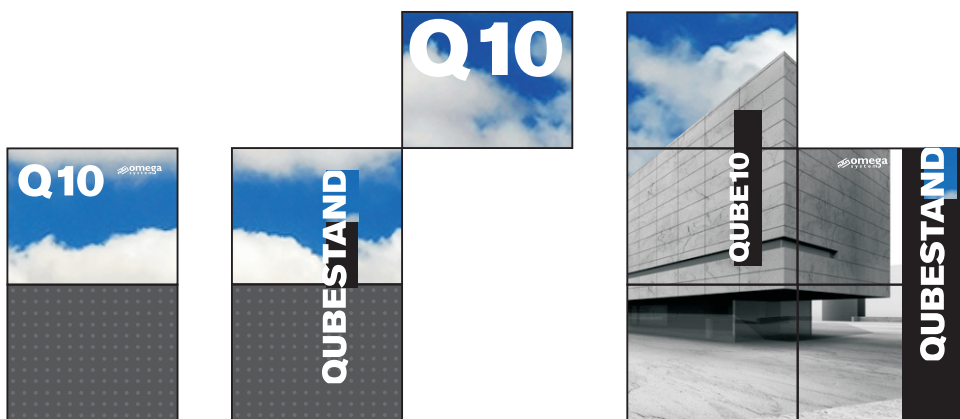 Q10
omega
system
QUBESTAND
Q10
QUBE10
omega
system
QUBESTAND